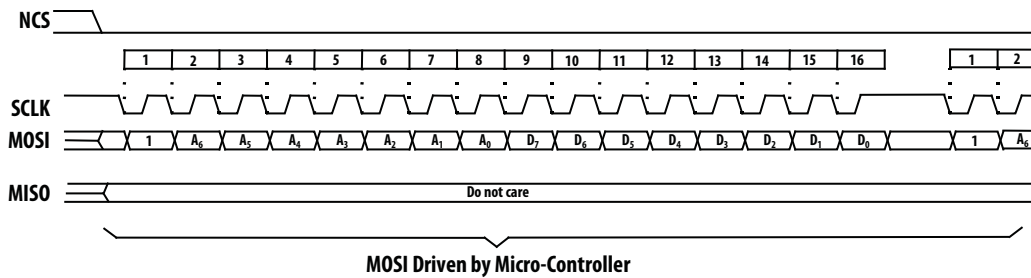 NCS
1 2 3 4 5 6 7 8 9 10 11 12 13 14 15 16 1 2
SCLK
MOSI 1 A6 A5 A4 A3 A2 A1 A0 D7 D6 D5 D4 D3 D2 D1 D0 1 A6
MISO Do not care
MOSI Driven by Micro-Controller